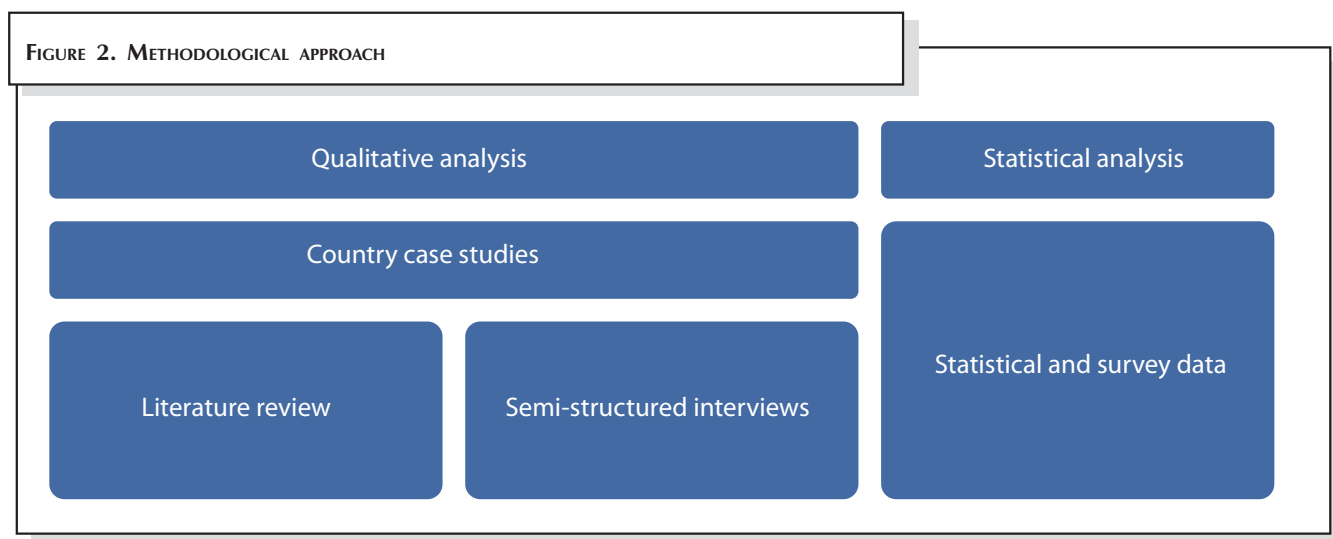 FIGURE 2. METHODOLOGICAL APPROACH
Qualitative analysis
Statistical analysis
Country case studies
Literature review
Semi-structured interviews
Statistical and survey data